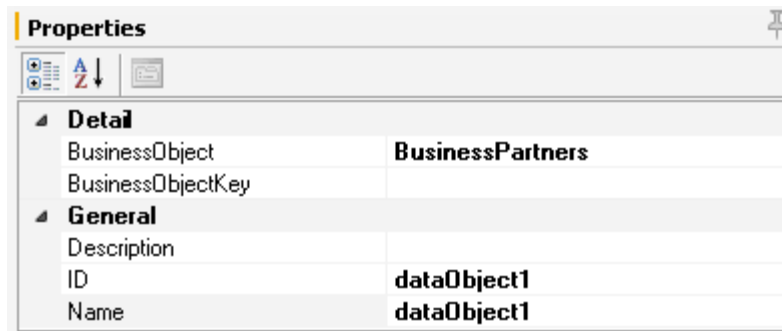 Properties
A
Z
Detail
BusinessObject BusinessPartners
BusinessObjectKey
General
Description
ID dataObject1
Name dataObject1